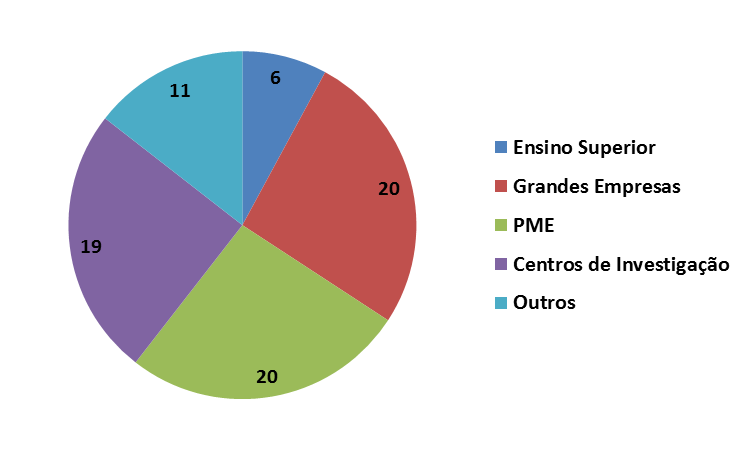 6
20
20
19
11
Ensino Superior
Grandes Empresas
PME
Centros de Investigação
Outros